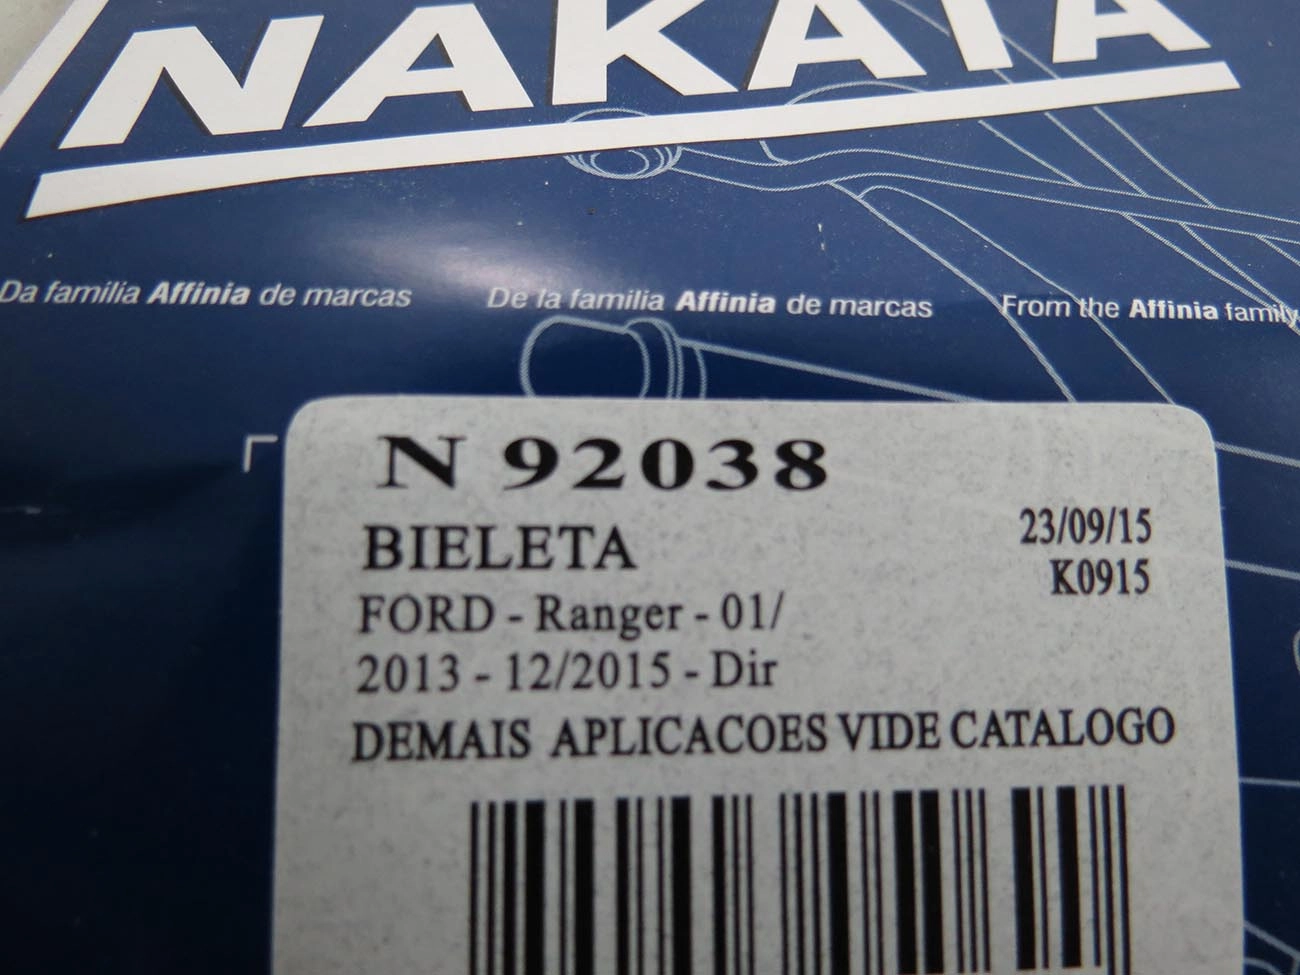 NAKATA
Da familia Affinia de marcas
De la familia Affinia de marcas
From the Affinia family
N 92038
BIELETA
23/09/15
K0915
FORD - Ranger - 01/
2013 - 12/2015 - Dir
DEMAIS APLICACOES VIDE CATALOGO